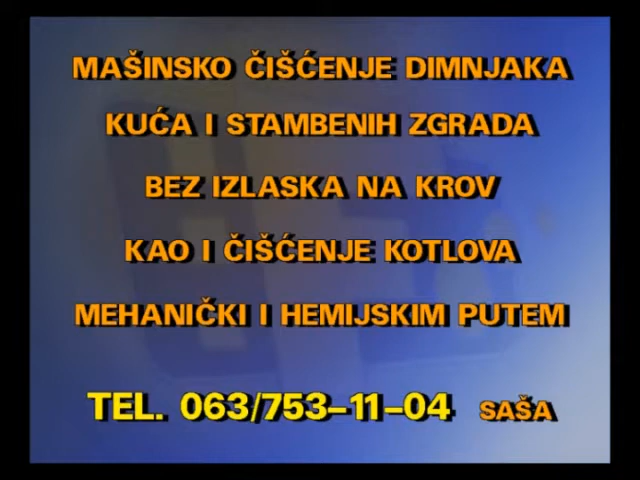 MAŠINSKO ČIŠĆENJE DIMNJAKA
KUĆA I STAMBENIH ZGRADA
BEZ IZLASKA NA KROV
KAO I ČIŠĆENJE KOTLOVA
MEHANIČKI I HEMIJSKIM PUTEM
TEL. 063/753-11-04 SAŠA